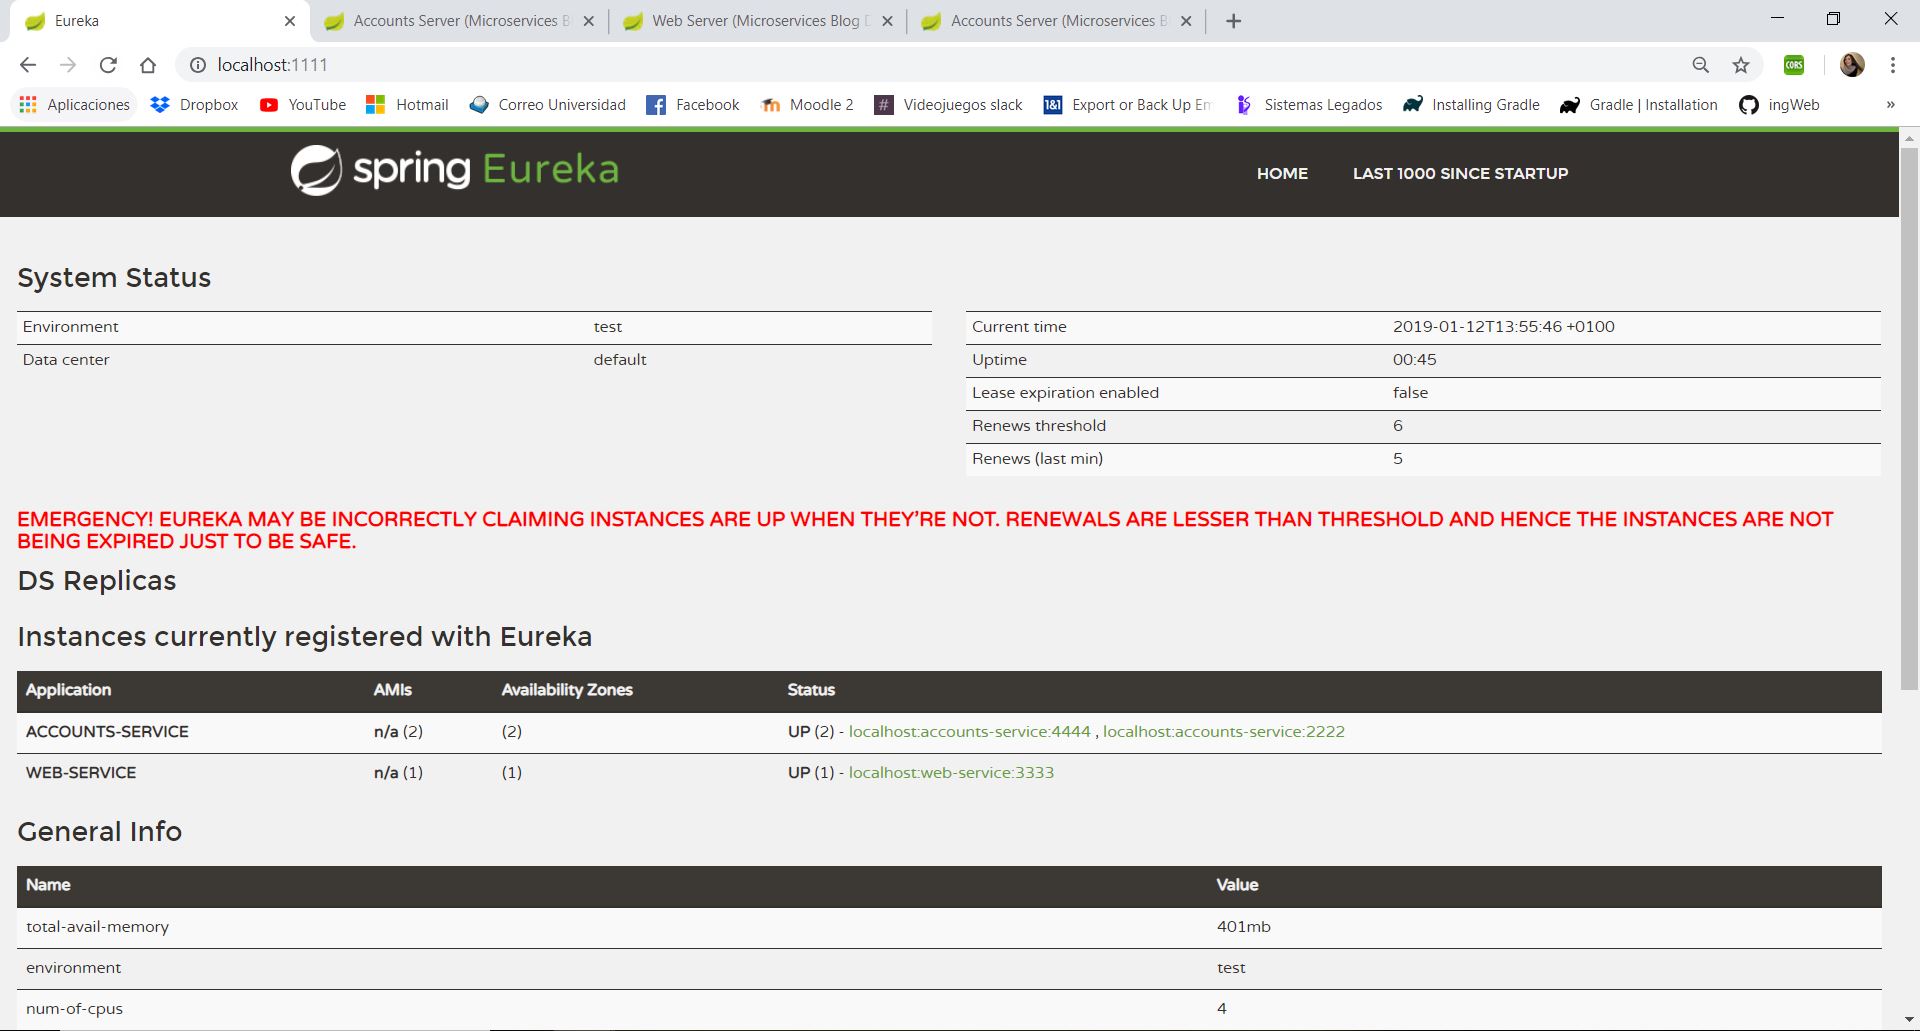 Eureka
Accounts Server (Microservices B
Web Server (Microservices Blog D
Accounts Server (Microservices B
localhost:1111
CORS
Aplicaciones
Dropbox
YouTube
Hotmail
Correo Universidad
Facebook
Moodle 2
# Videojuegos slack
1&1 Export or Back Up Em
Sistemas Legados
Installing Gradle
Gradle | Installation
ingWeb
»
spring Eureka
HOME
LAST 1000 SINCE STARTUP
System Status
Environment test
Data center default
Current time 2019-01-12T13:55:46 +0100
Uptime 00:45
Lease expiration enabled false
Renews threshold 6
Renews (last min) 5
EMERGENCY! EUREKA MAY BE INCORRECTLY CLAIMING INSTANCES ARE UP WHEN THEY'RE NOT. RENEWALS ARE LESSER THAN THRESHOLD AND HENCE THE INSTANCES ARE NOT
BEING EXPIRED JUST TO BE SAFE.
DS Replicas
Instances currently registered with Eureka
Application AMIs Availability Zones Status
ACCOUNTS-SERVICE n/a (2) (2) UP (2) - localhost:accounts-service:4444 , localhost:accounts-service:2222
WEB-SERVICE n/a (1) (1) UP (1) - localhost:web-service:3333
General Info
Name Value
total-avail-memory 401mb
environment test
num-of-cpus 4